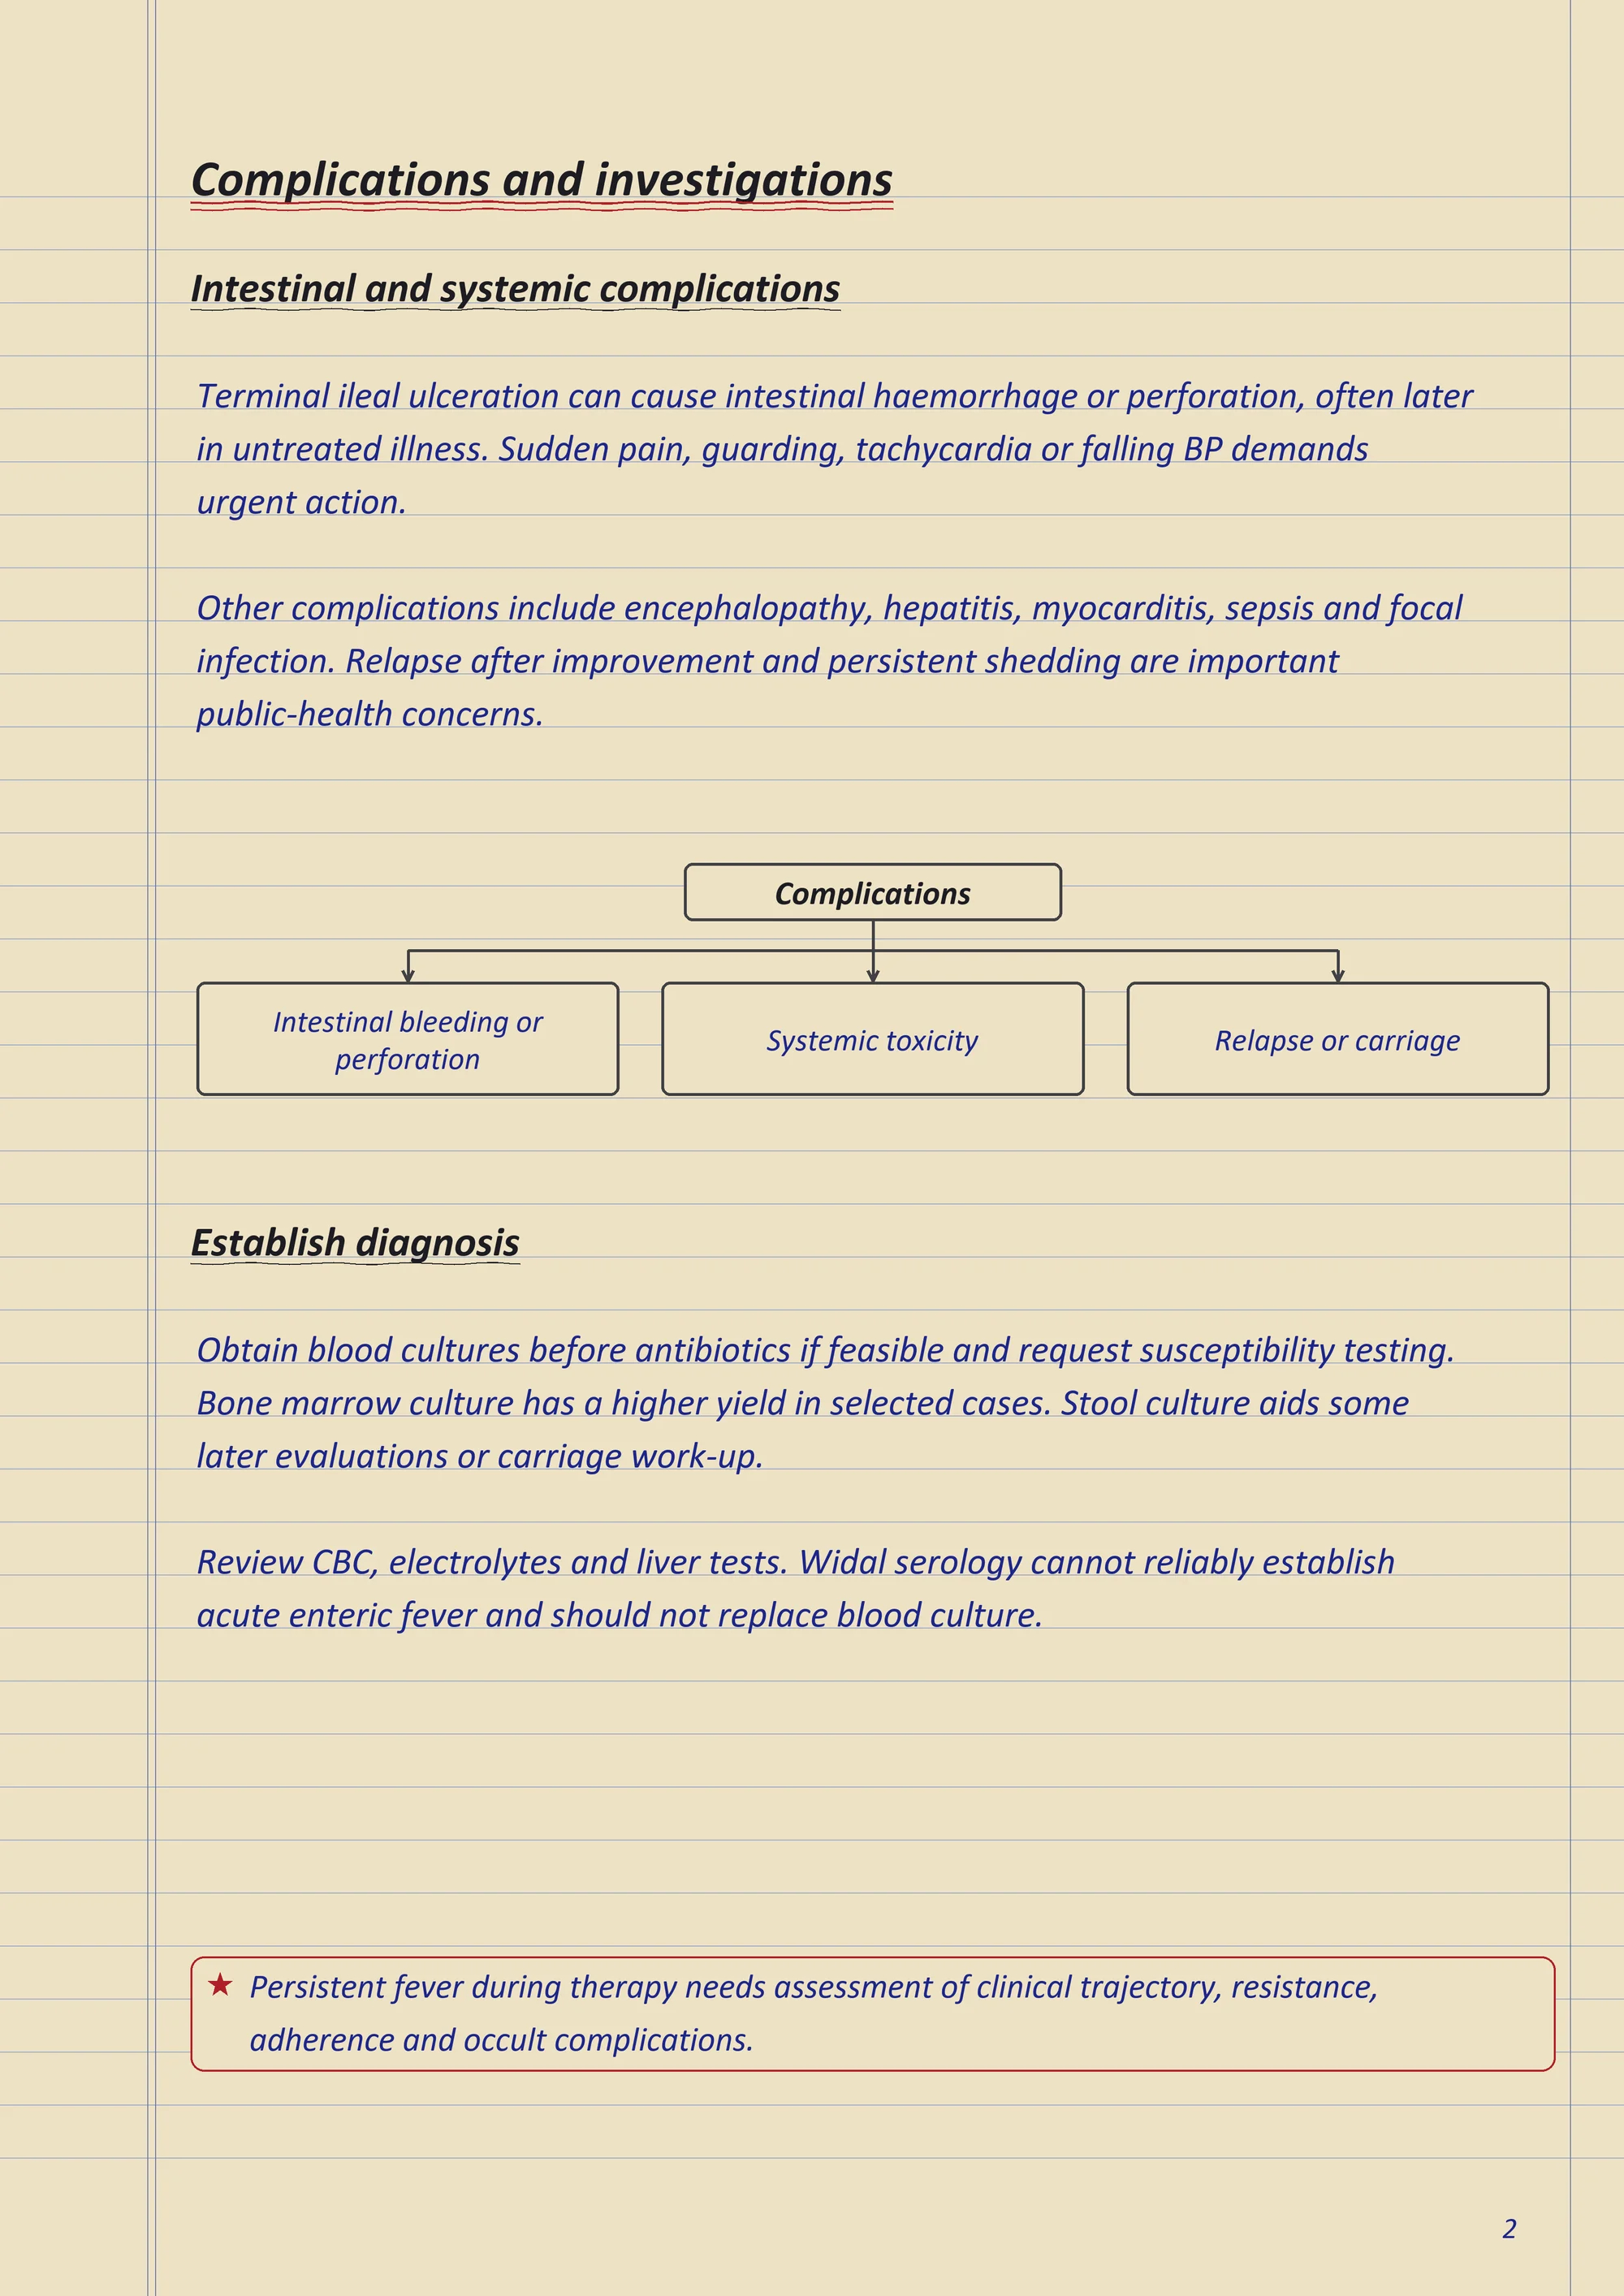 Complications and investigations
Intestinal and systemic complications
Terminal ileal ulceration can cause intestinal haemorrhage or perforation, often later
in untreated illness. Sudden pain, guarding, tachycardia or falling BP demands
urgent action.
Other complications include encephalopathy, hepatitis, myocarditis, sepsis and focal
infection. Relapse after improvement and persistent shedding are important
public-health concerns.
Complications
Intestinal bleeding or
perforation
Systemic toxicity
Relapse or carriage
Establish diagnosis
Obtain blood cultures before antibiotics if feasible and request susceptibility testing.
Bone marrow culture has a higher yield in selected cases. Stool culture aids some
later evaluations or carriage work-up.
Review CBC, electrolytes and liver tests. Widal serology cannot reliably establish
acute enteric fever and should not replace blood culture.
★ Persistent fever during therapy needs assessment of clinical trajectory, resistance,
adherence and occult complications.
2